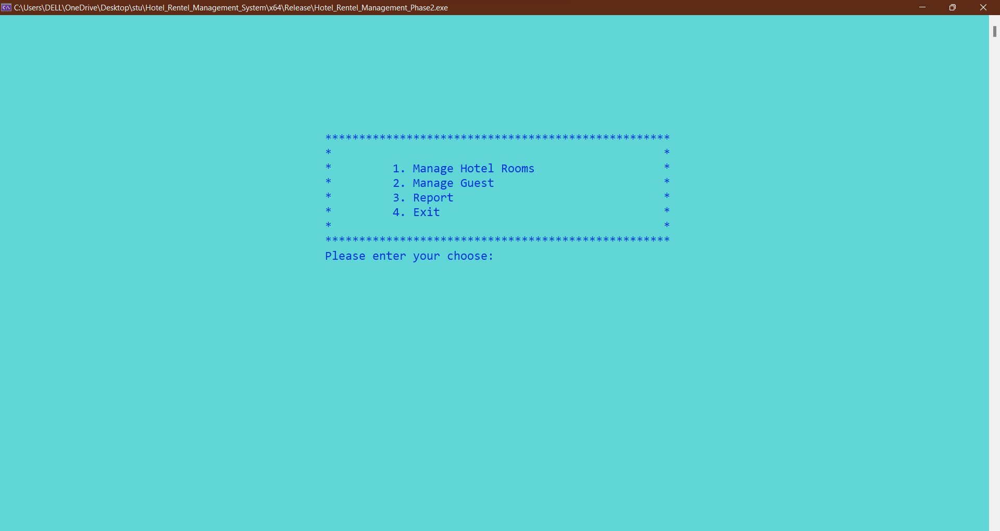 C:\Users\DELL\OneDrive\Desktop\stu\Hotel_Rentel_Management_System\x64\Release\Hotel_Rentel_Management_Phase2.exe
***************************************************
* *
* 1. Manage Hotel Rooms *
* 2. Manage Guest *
* 3. Report *
* 4. Exit *
* *
***************************************************
Please enter your choose: